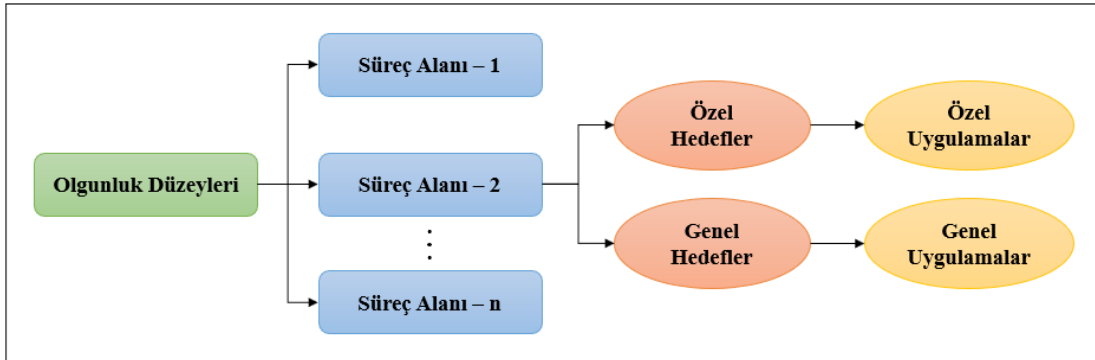 Olgunluk Düzeyleri
Süreç Alanı – 1
Süreç Alanı – 2
Süreç Alanı – n
Özel
Hedefler
Özel
Uygulamalar
Genel
Hedefler
Genel
Uygulamalar